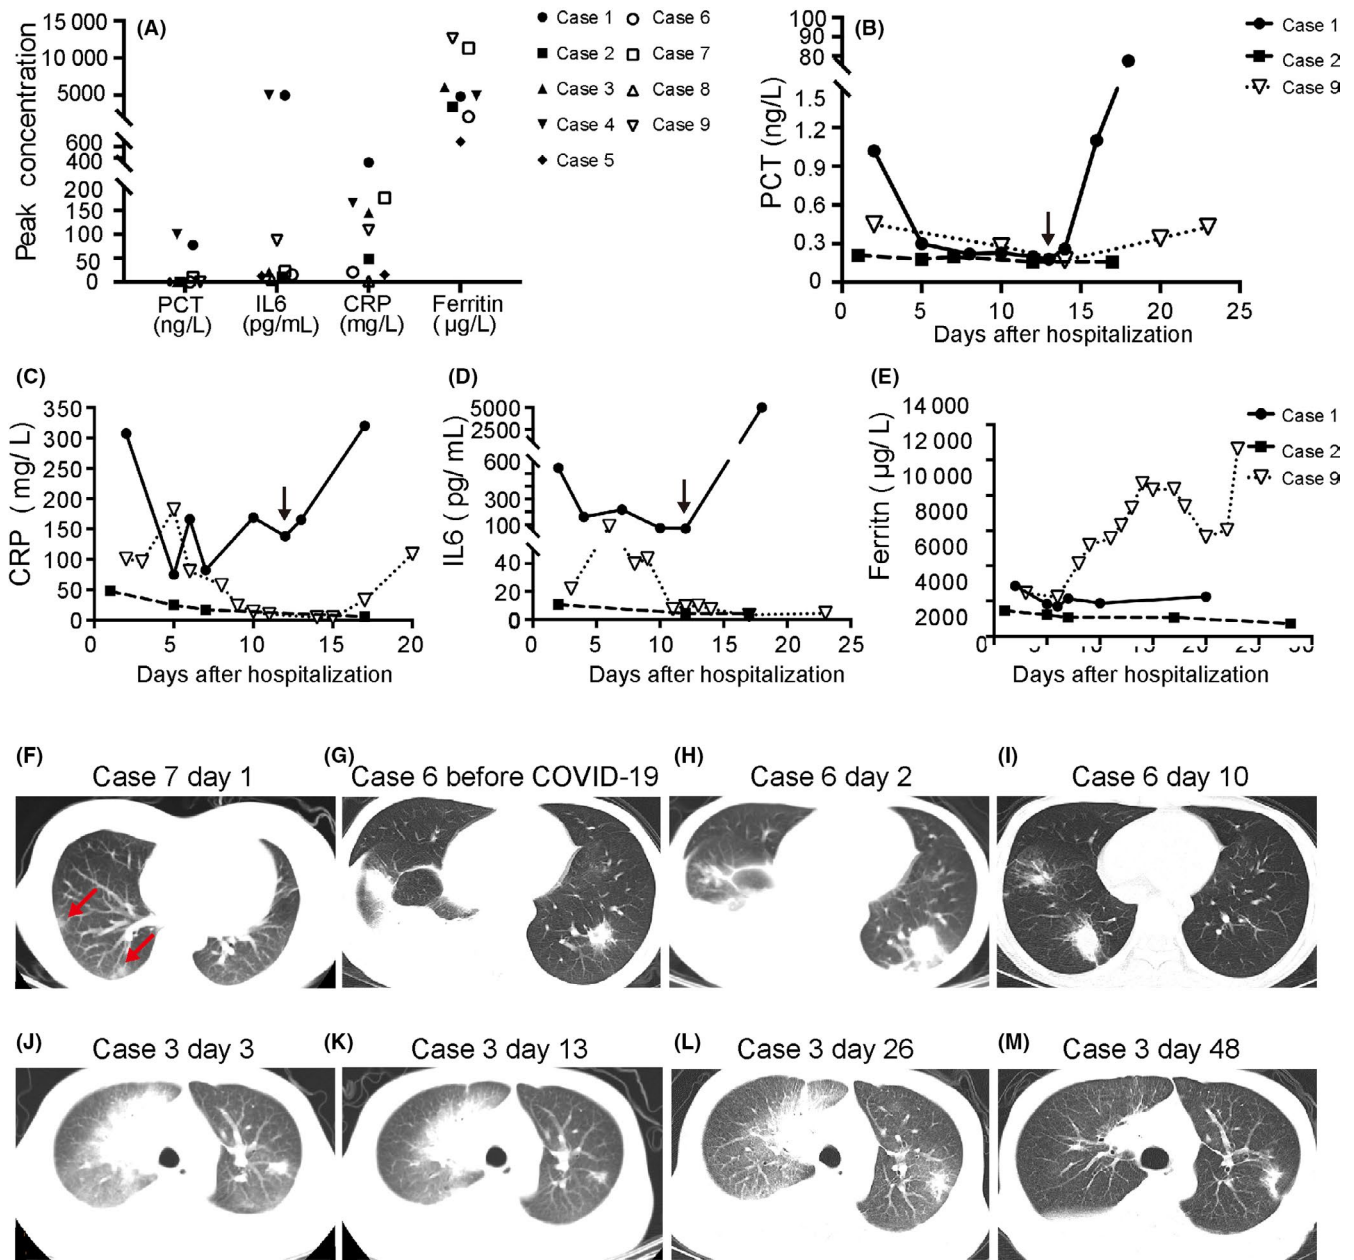 (A)
15 000
10 000
5000
600
400
200
150
100
50
0
Peak concentration
PCT
(ng/L)
IL6
(pg/mL)
CRP
(mg/L)
Ferritin
(µg/L)
Case 1
Case 6
Case 2
Case 7
Case 3
Case 8
Case 4
Case 9
Case 5
(B)
100
90
80
1.5
1.2
0.9
0.6
0.3
0
PCT (ng/L)
0 5 10 15 20 25
Days after hospitalization
Case 1
Case 2
Case 9
(C)
350
300
250
200
150
100
50
0
CRP (mg/ L)
0 5 10 15 20
Days after hospitalization
(D)
5000
2500
600
300
100
40
20
0
IL6 ( pg/ mL)
0 5 10 15 20 25
Days after hospitalization
(E)
14 000
12 000
10 000
8000
6000
4000
2000
0
Ferritn ( µg/ L)
Days after hospitalization
Case 1
Case 2
Case 9
(F)
Case 7 day 1
(G)
Case 6 before COVID-19
(H)
Case 6 day 2
(I)
Case 6 day 10
(J)
Case 3 day 3
(K)
Case 3 day 13
(L)
Case 3 day 26
(M)
Case 3 day 48